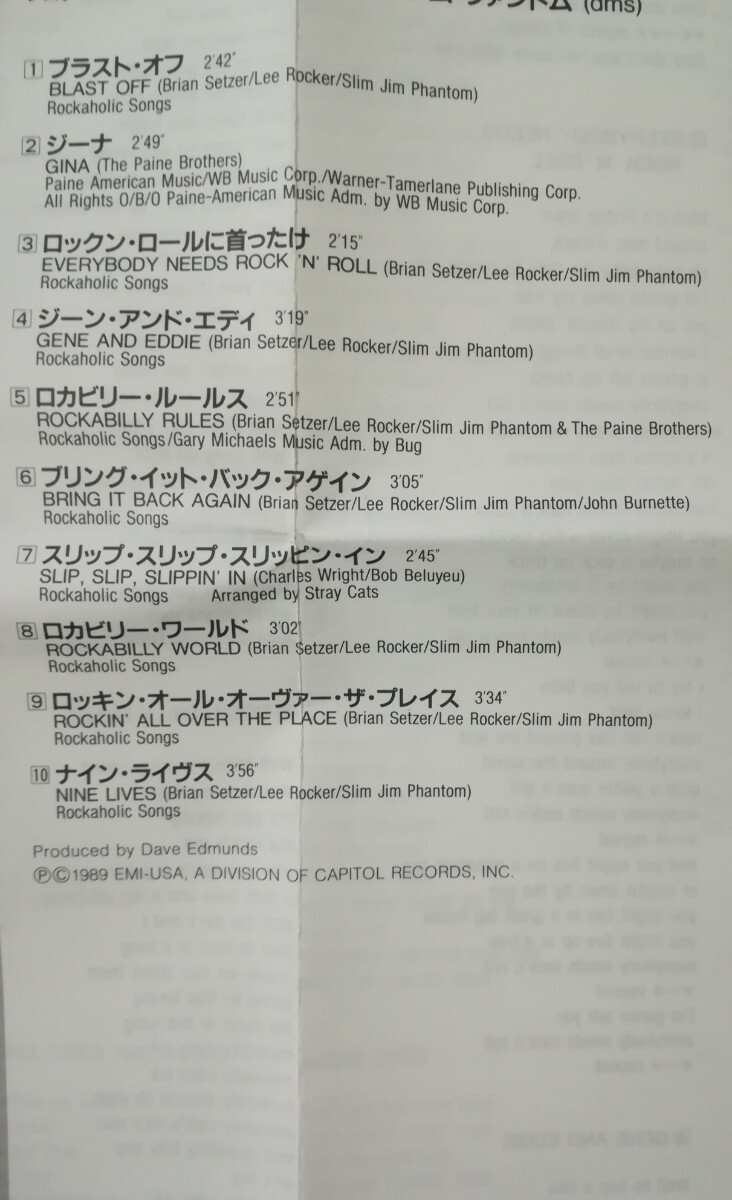 ファントム (dms)
1 ブラスト・オフ 2'42"
BLAST OFF (Brian Setzer/Lee Rocker/Slim Jim Phantom)
Rockaholic Songs
2 ジーナ 2'49"
GINA (The Paine Brothers)
Paine American Music/WB Music Corp./Warner-Tamerlane Publishing Corp.
All Rights O/B/O Paine-American Music Adm. by WB Music Corp.
3 ロックン・ロールに首ったけ 2'15"
EVERYBODY NEEDS ROCK 'N' ROLL (Brian Setzer/Lee Rocker/Slim Jim Phantom)
Rockaholic Songs
4 ジーン・アンド・エディ 3'19"
GENE AND EDDIE (Brian Setzer/Lee Rocker/Slim Jim Phantom)
Rockaholic Songs
5 ロカビリー・ルールス 2'51"
ROCKABILLY RULES (Brian Setzer/Lee Rocker/Slim Jim Phantom & The Paine Brothers)
Rockaholic Songs/Gary Michaels Music Adm. by Bug
6 ブリング・イット・バック・アゲイン 3'05"
BRING IT BACK AGAIN (Brian Setzer/Lee Rocker/Slim Jim Phantom/John Burnette)
Rockaholic Songs
7 スリップ・スリップ・スリッピン・イン 2'45"
SLIP, SLIP, SLIPPIN' IN (Charles Wright/Bob Beluyeu)
Rockaholic Songs Arranged by Stray Cats
8 ロカビリー・ワールド 3'02"
ROCKABILLY WORLD (Brian Setzer/Lee Rocker/Slim Jim Phantom)
Rockaholic Songs
9 ロッキン・オール・オーヴァー・ザ・プレイス 3'34"
ROCKIN' ALL OVER THE PLACE (Brian Setzer/Lee Rocker/Slim Jim Phantom)
Rockaholic Songs
10 ナイン・ライヴス 3'56"
NINE LIVES (Brian Setzer/Lee Rocker/Slim Jim Phantom)
Rockaholic Songs
Produced by Dave Edmunds
ⓅⒸ1989 EMI-USA, A DIVISION OF CAPITOL RECORDS, INC.